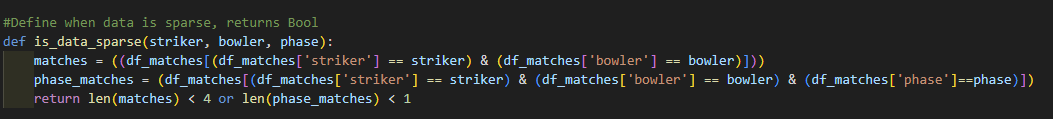 #Define when data is sparse, returns Bool
def is_data_sparse(striker, bowler, phase):
    matches = ((df_matches[(df_matches['striker'] == striker) & (df_matches['bowler'] == bowler)]))
    phase_matches = (df_matches[(df_matches['striker'] == striker) & (df_matches['bowler'] == bowler) & (df_matches['phase']==phase)])
    return len(matches) < 4 or len(phase_matches) < 1